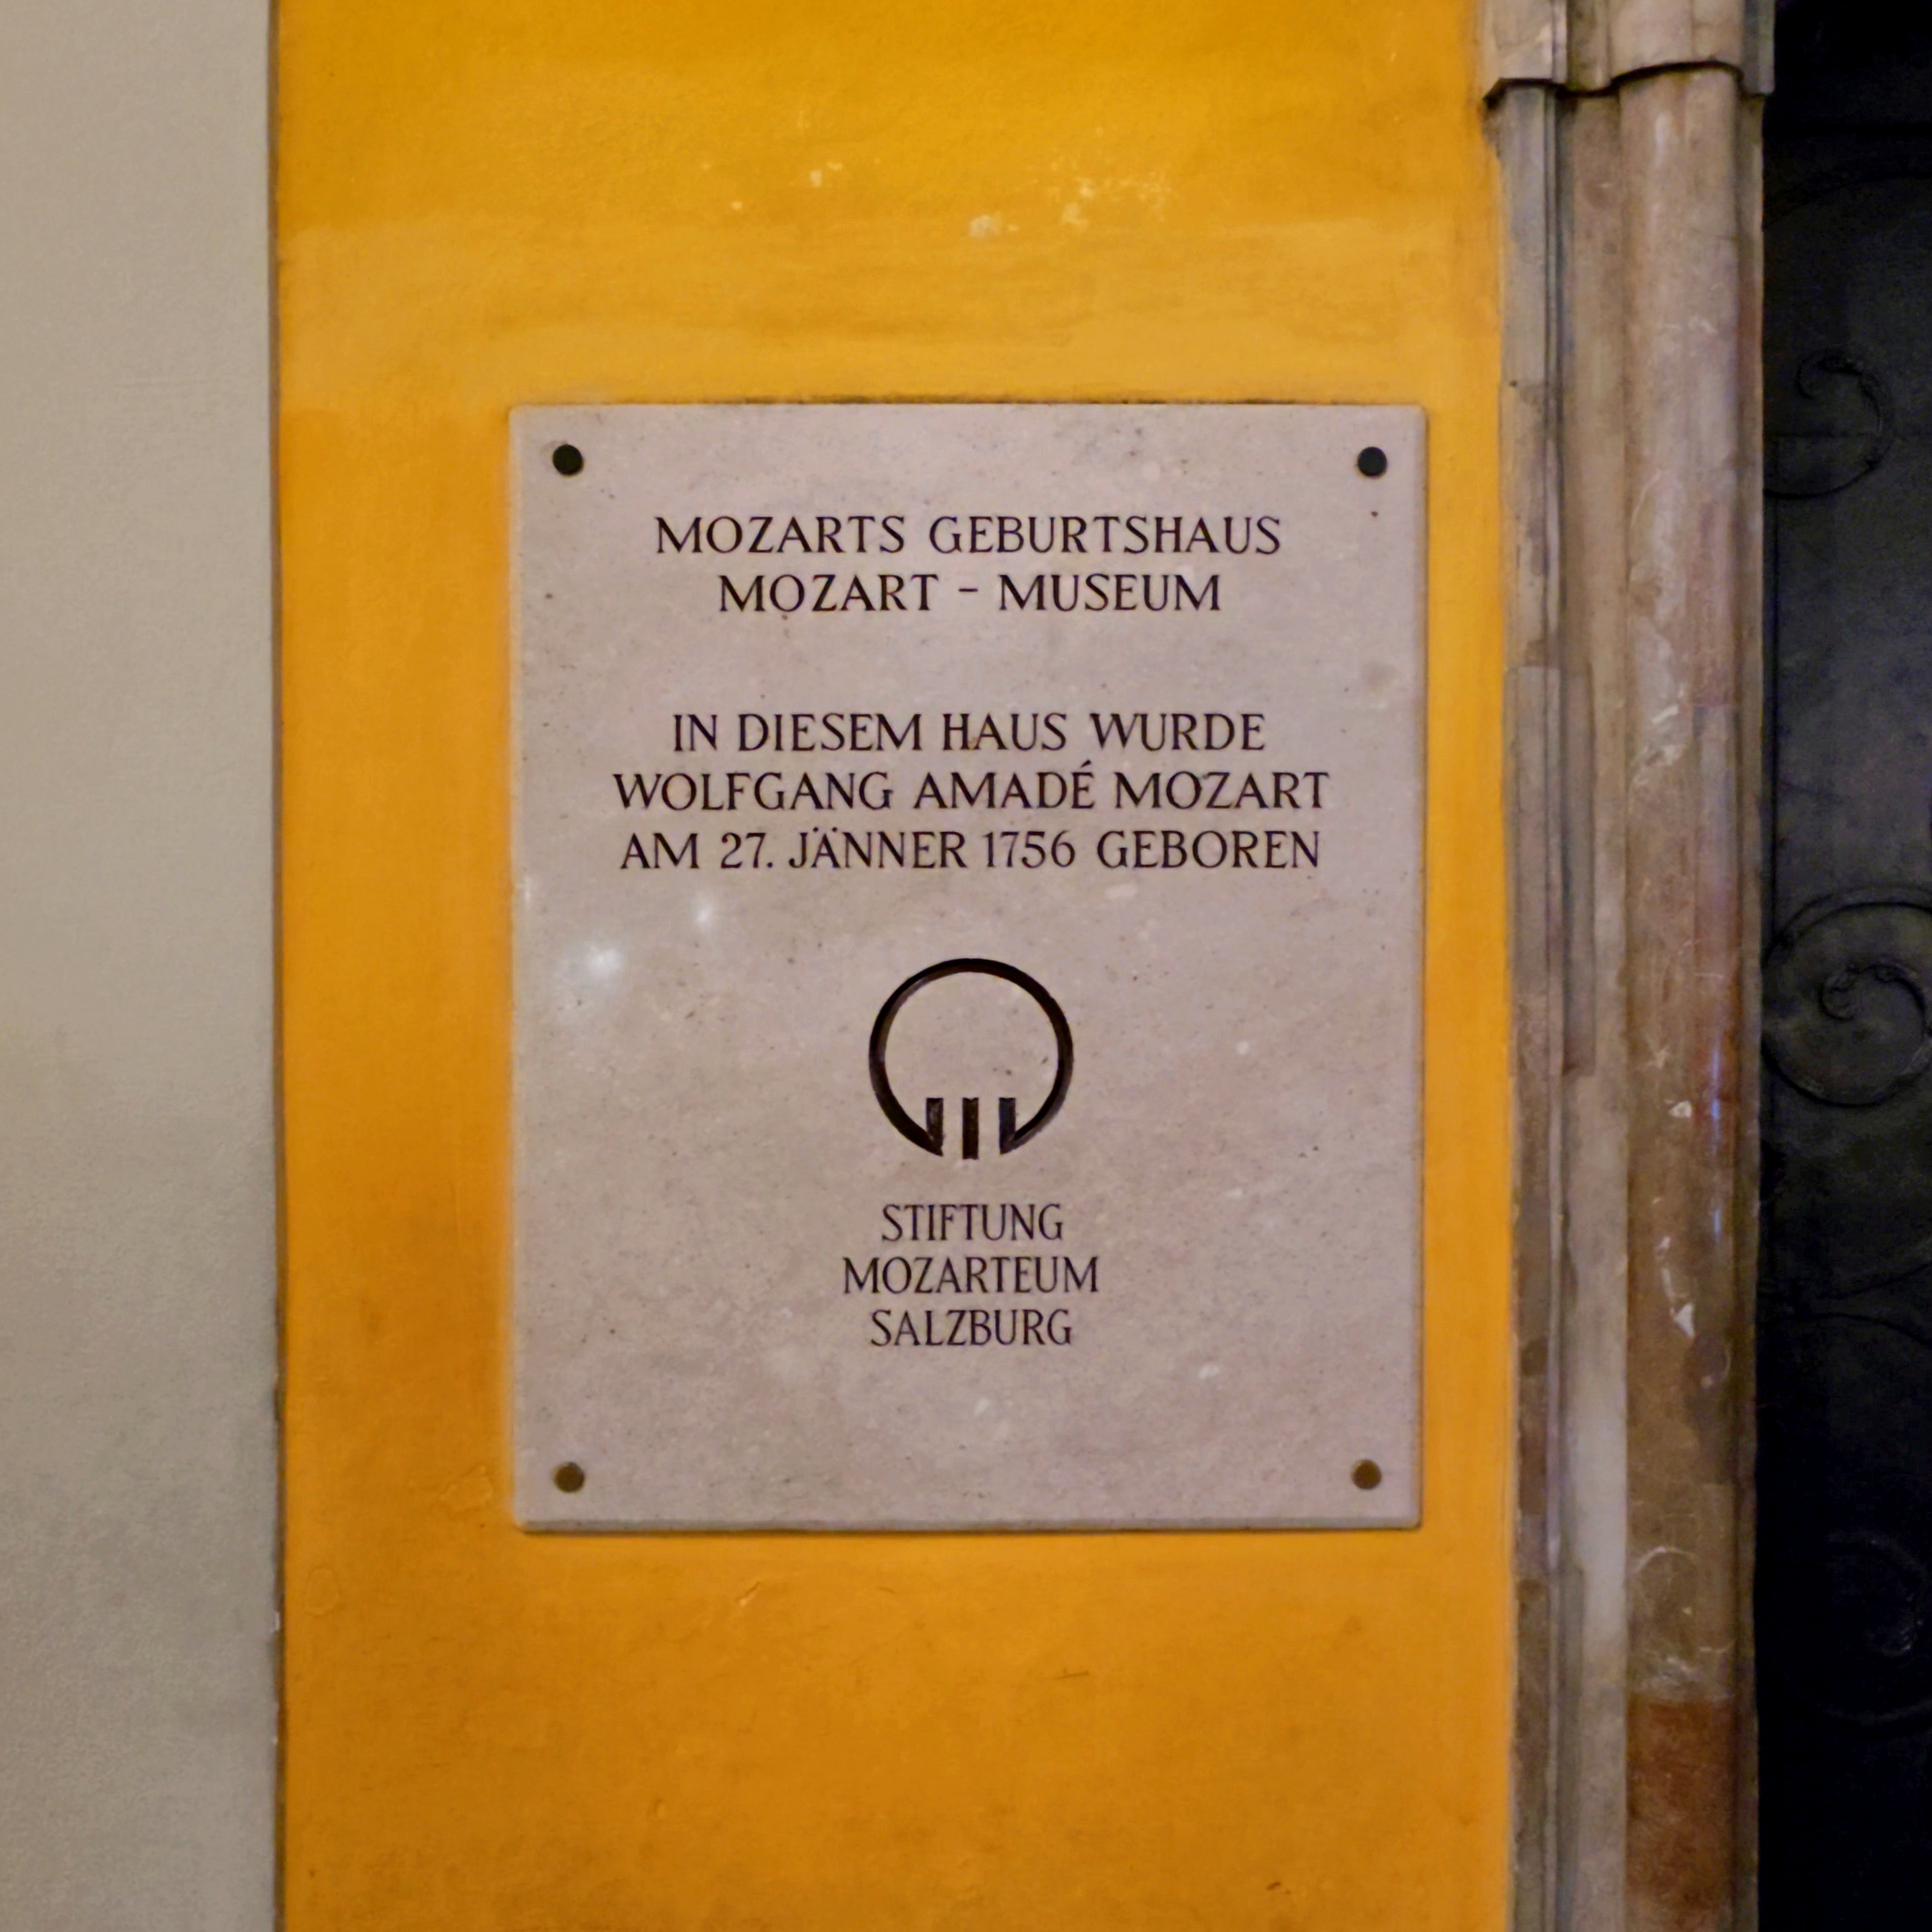 MOZARTS GEBURTSHAUS
MOZART - MUSEUM
IN DIESEM HAUS WURDE
WOLFGANG AMADÉ MOZART
AM 27. JÄNNER 1756 GEBOREN
STIFTUNG
MOZARTEUM
SALZBURG